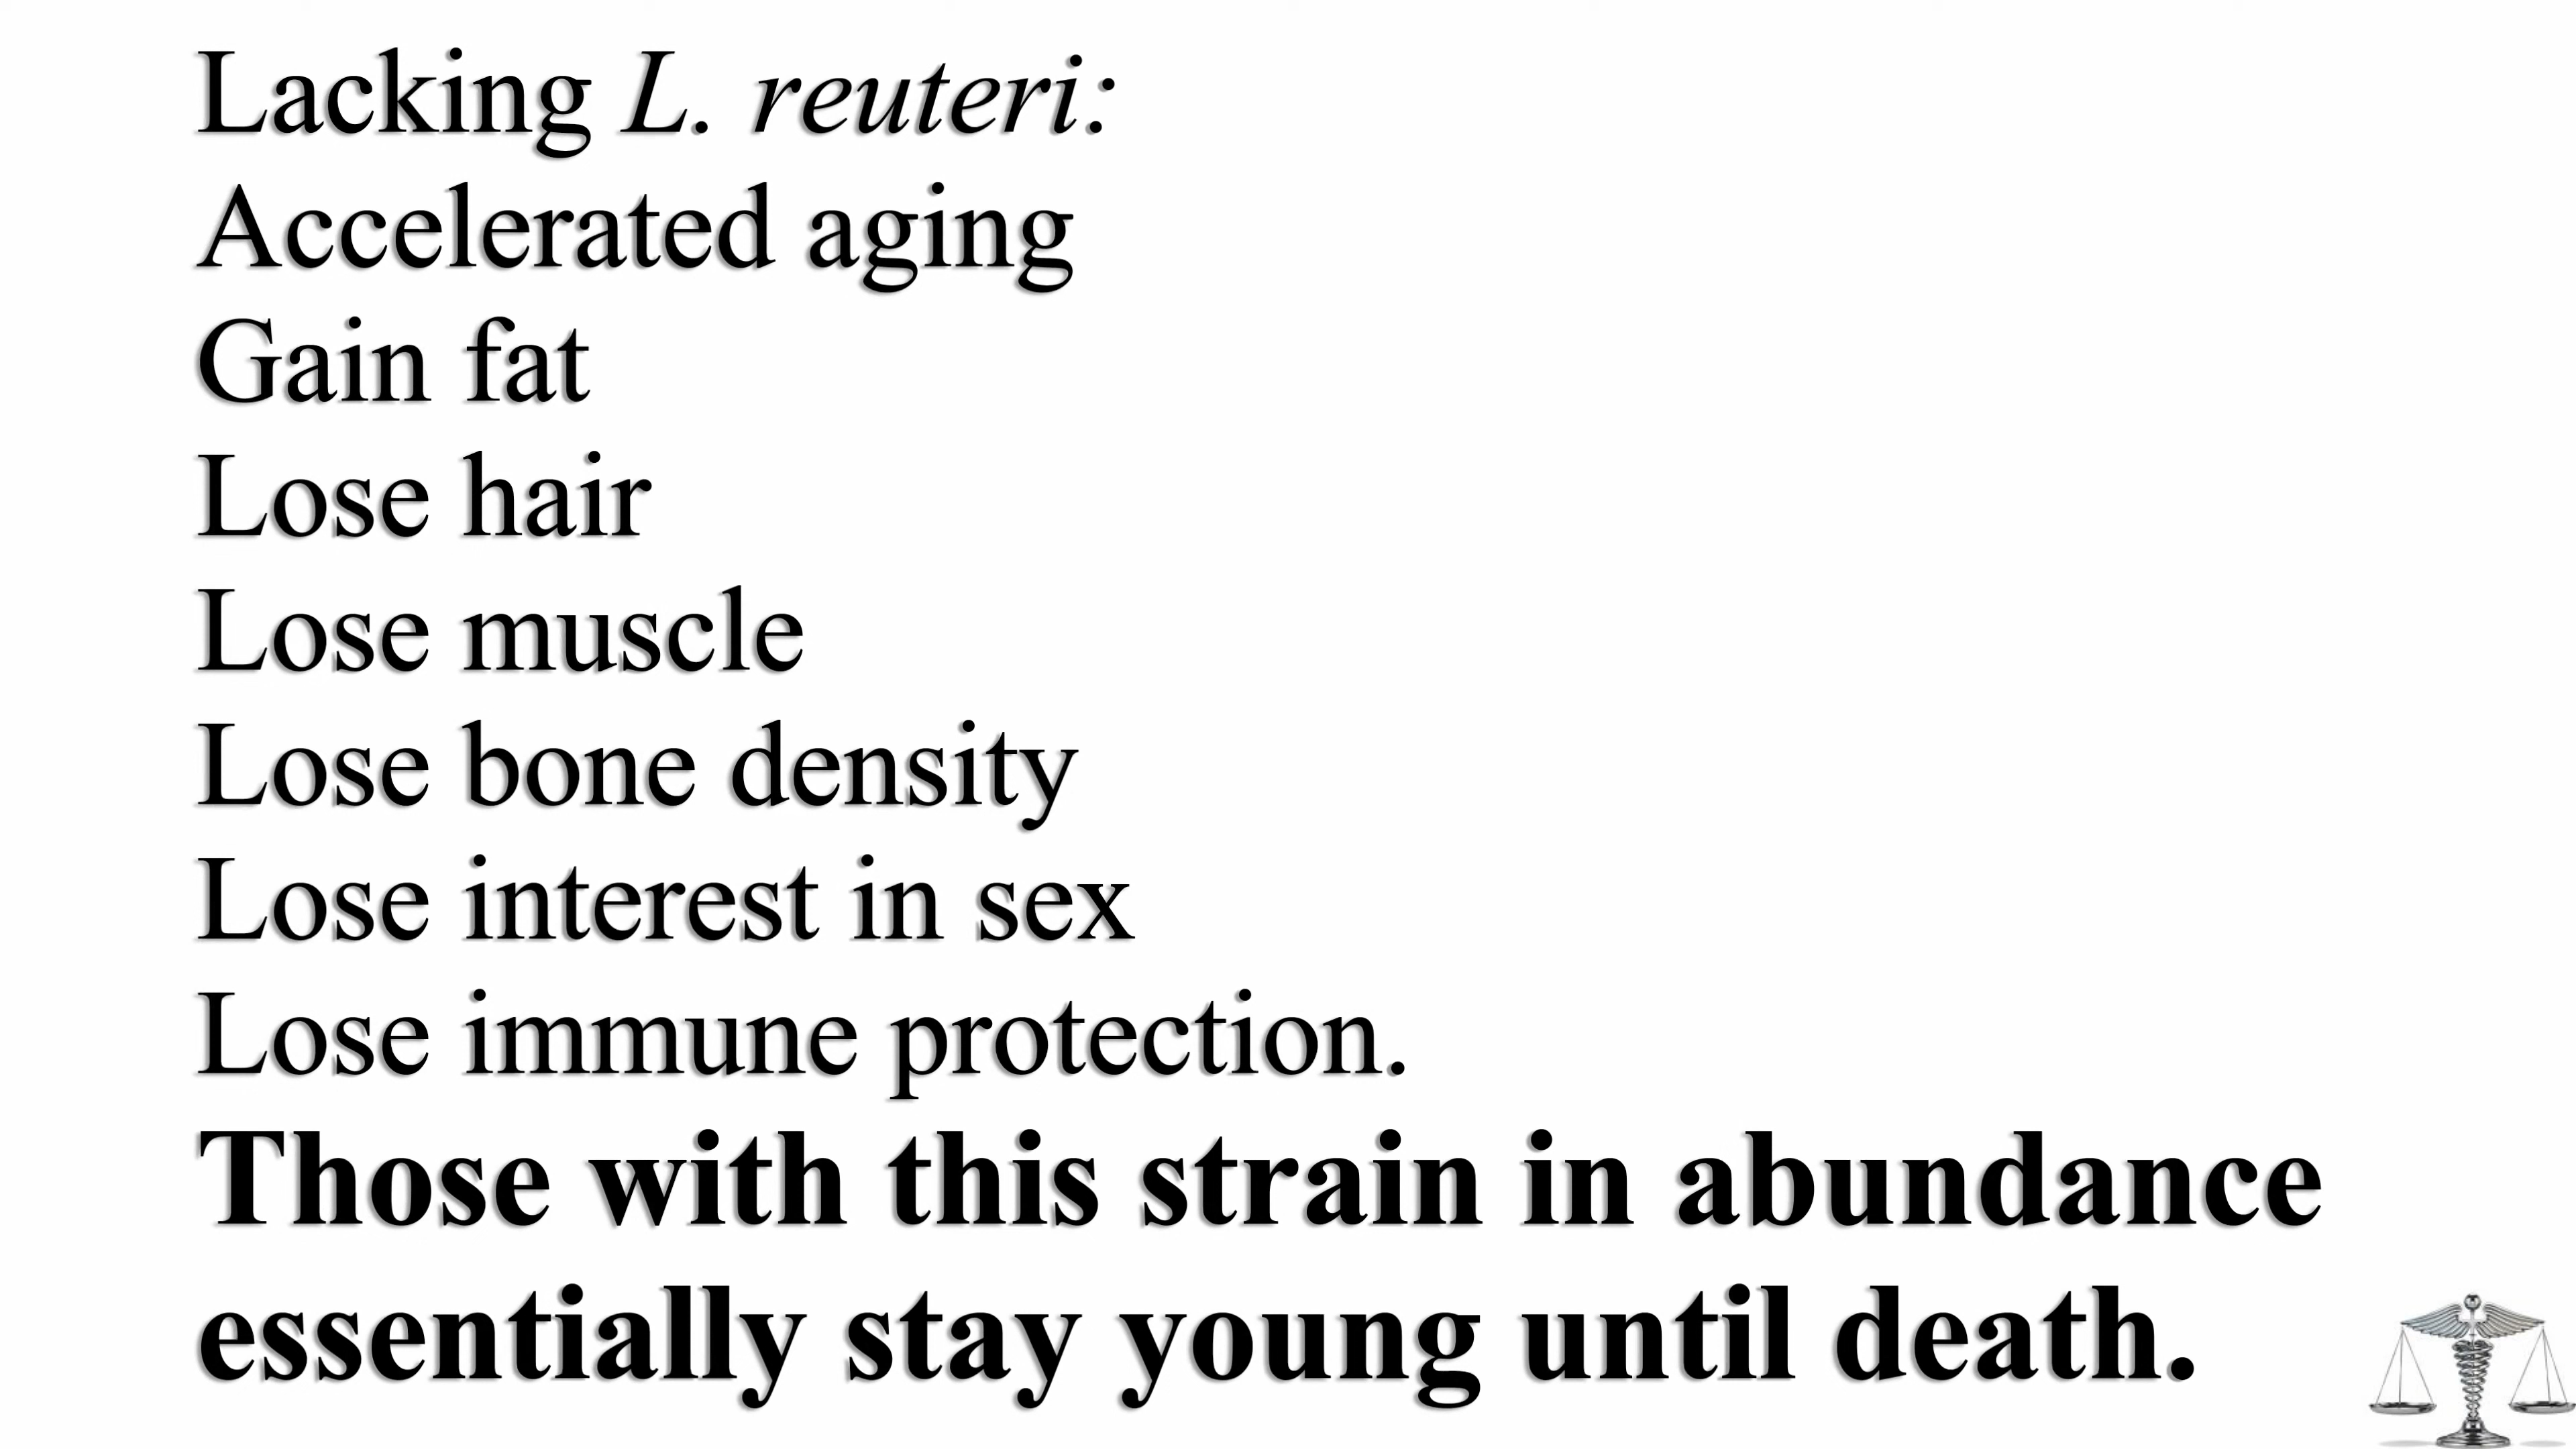 Lacking L. reuteri:
Accelerated aging
Gain fat
Lose hair
Lose muscle
Lose bone density
Lose interest in sex
Lose immune protection.
Those with this strain in abundance
essentially stay young until death.